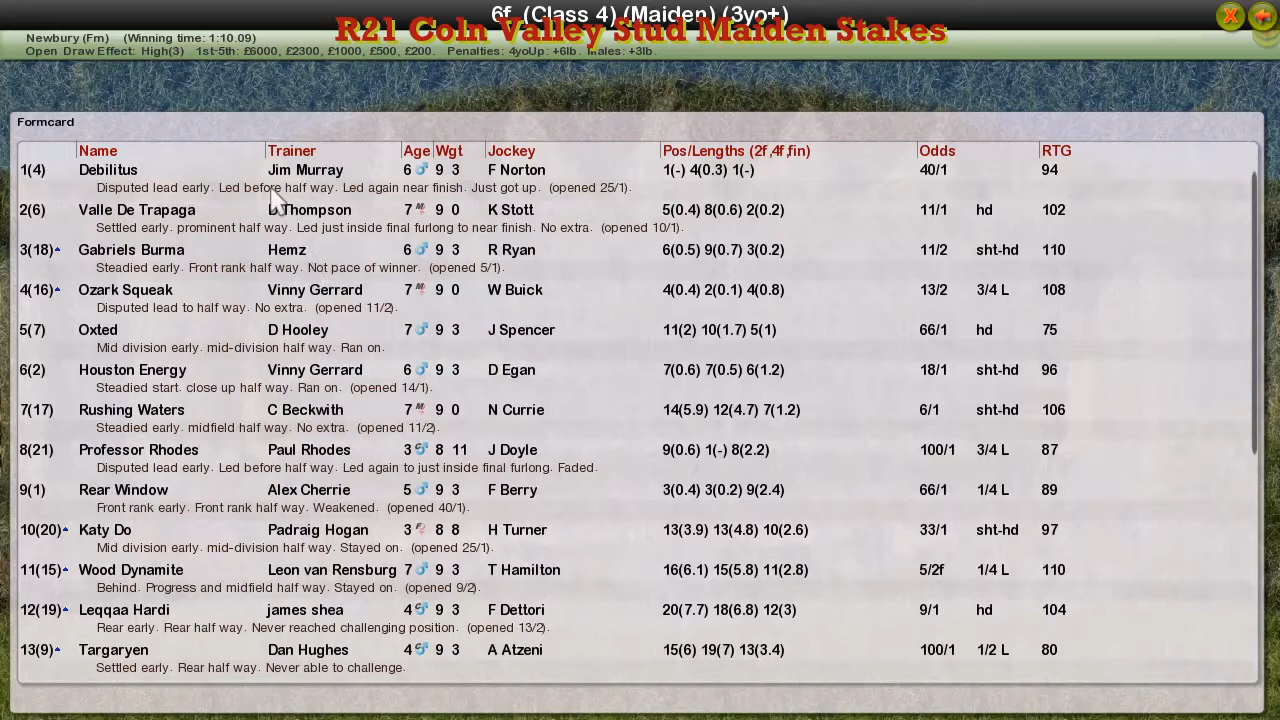 6f, (Class 4) (Maiden) (3yo+)
R21 Coln Valley Stud Maiden Stakes
Newbury (Fm) (Winning time: 1:10.09)
Open Draw Effect: High(3) 1st-5th: £6000, £2300, £1000, £500, £200. Penalties: 4yoUp: +6lb. Males: +3lb.
Formcard
Name Trainer Age Wgt Jockey Pos/Lengths (2f,4f,fin) Odds RTG
1(4) Debilitus Jim Murray 6 9 3 F Norton 1(-) 4(0.3) 1(-) 40/1 94
Disputed lead early. Led before half way. Led again near finish. Just got up. (opened 25/1).
2(6) Valle De Trapaga Thompson 7 9 0 K Stott 5(0.4) 8(0.6) 2(0.2) 11/1 hd 102
Settled early. prominent half way. Led just inside final furlong to near finish. No extra. (opened 10/1).
3(18) Gabriels Burma Hemz 6 9 3 R Ryan 6(0.5) 9(0.7) 3(0.2) 11/2 sht-hd 110
Steadied early. Front rank half way. Not pace of winner. (opened 5/1).
4(16) Ozark Squeak Vinny Gerrard 7 9 0 W Buick 4(0.4) 2(0.1) 4(0.8) 13/2 3/4 L 108
Disputed lead to half way. No extra. (opened 11/2).
5(7) Oxted D Hooley 7 9 3 J Spencer 11(2) 10(1.7) 5(1) 66/1 hd 75
Mid division early. mid-division half way. Ran on.
6(2) Houston Energy Vinny Gerrard 6 9 3 D Egan 7(0.6) 7(0.5) 6(1.2) 18/1 sht-hd 96
Steadied start. close up half way. Ran on. (opened 14/1).
7(17) Rushing Waters C Beckwith 7 9 0 N Currie 14(5.9) 12(4.7) 7(1.2) 6/1 sht-hd 106
Steadied early. midfield half way. No extra. (opened 11/2).
8(21) Professor Rhodes Paul Rhodes 3 8 11 J Doyle 9(0.6) 1(-) 8(2.2) 100/1 3/4 L 87
Disputed lead early. Led before half way. Led again to just inside final furlong. Faded.
9(1) Rear Window Alex Cherrie 5 9 3 F Berry 3(0.4) 3(0.2) 9(2.4) 66/1 1/4 L 89
Front rank early. Front rank half way. Weakened. (opened 40/1).
10(20) Katy Do Padraig Hogan 3 8 8 H Turner 13(3.9) 13(4.8) 10(2.6) 33/1 sht-hd 97
Mid division early. mid-division half way. Stayed on. (opened 25/1).
11(15) Wood Dynamite Leon van Rensburg 7 9 3 T Hamilton 16(6.1) 15(5.8) 11(2.8) 5/2f 1/4 L 110
Behind. Progress and midfield half way. Stayed on. (opened 9/2).
12(19) Leqqaa Hardi james shea 4 9 3 F Dettori 20(7.7) 18(6.8) 12(3) 9/1 hd 104
Rear early. Rear half way. Never reached challenging position. (opened 13/2).
13(9) Targaryen Dan Hughes 4 9 3 A Atzeni 15(6) 19(7) 13(3.4) 100/1 1/2 L 80
Settled early. Rear half way. Never able to challenge.